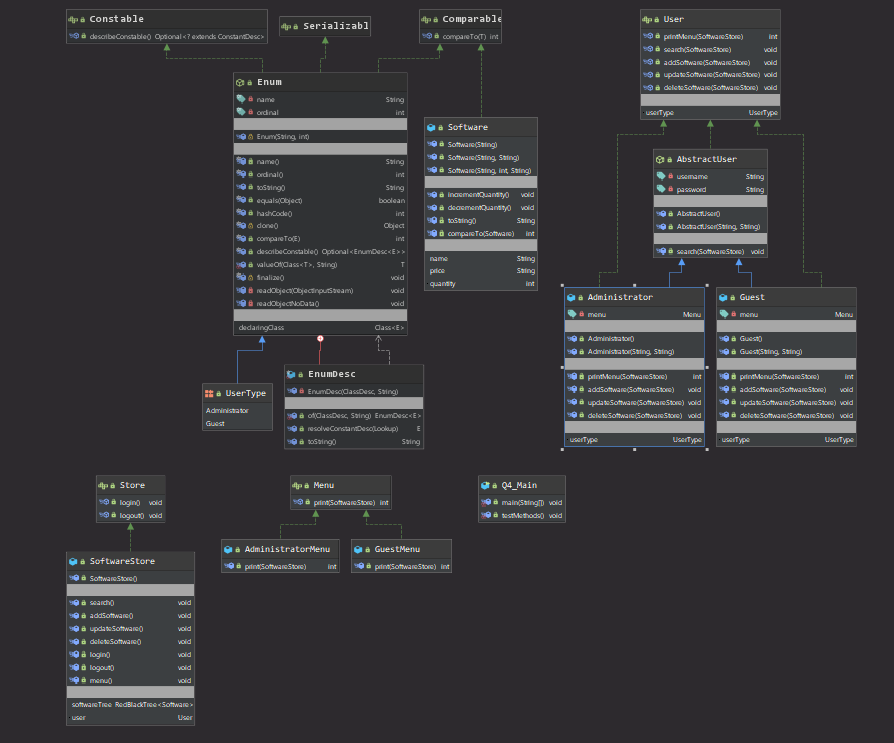 Constable
describeConstable() Optional<? extends ConstantDesc>
Serializabl
Comparable
compareTo(T) int
User
printMenu(SoftwareStore) int
search(SoftwareStore) void
addSoftware(SoftwareStore) void
updateSoftware(SoftwareStore) void
deleteSoftware(SoftwareStore) void
userType UserType
Enum
name String
ordinal int
Enum(String, int)
name() String
ordinal() int
toString() String
equals(Object) boolean
hashCode() int
clone() Object
compareTo(E) int
describeConstable() Optional<EnumDesc<E>>
valueOf(Class<T>, String) T
finalize() void
readObject(ObjectInputStream) void
readObjectNoData() void
declaringClass Class<E>
Software
Software(String)
Software(String, String)
Software(String, int, String)
incrementQuantity() void
decrementQuantity() void
toString() String
compareTo(Software) int
name String
price String
quantity int
AbstractUser
username String
password String
AbstractUser()
AbstractUser(String, String)
search(SoftwareStore) void
Administrator
menu Menu
Administrator()
Administrator(String, String)
printMenu(SoftwareStore) int
addSoftware(SoftwareStore) void
updateSoftware(SoftwareStore) void
deleteSoftware(SoftwareStore) void
userType UserType
Guest
menu Menu
Guest()
Guest(String, String)
printMenu(SoftwareStore) int
addSoftware(SoftwareStore) void
updateSoftware(SoftwareStore) void
deleteSoftware(SoftwareStore) void
userType UserType
UserType
Administrator
Guest
EnumDesc
EnumDesc(ClassDesc, String)
of(ClassDesc, String) EnumDesc<E>
resolveConstantDesc(Lookup) E
toString() String
Store
login() void
logout() void
Menu
print(SoftwareStore) int
Q4_Main
main(String[]) void
testMethods() void
AdministratorMenu
print(SoftwareStore) int
GuestMenu
print(SoftwareStore) int
SoftwareStore
SoftwareStore()
search() void
addSoftware() void
updateSoftware() void
deleteSoftware() void
login() void
logout() void
menu() void
softwareTree RedBlackTree<Software>
user User